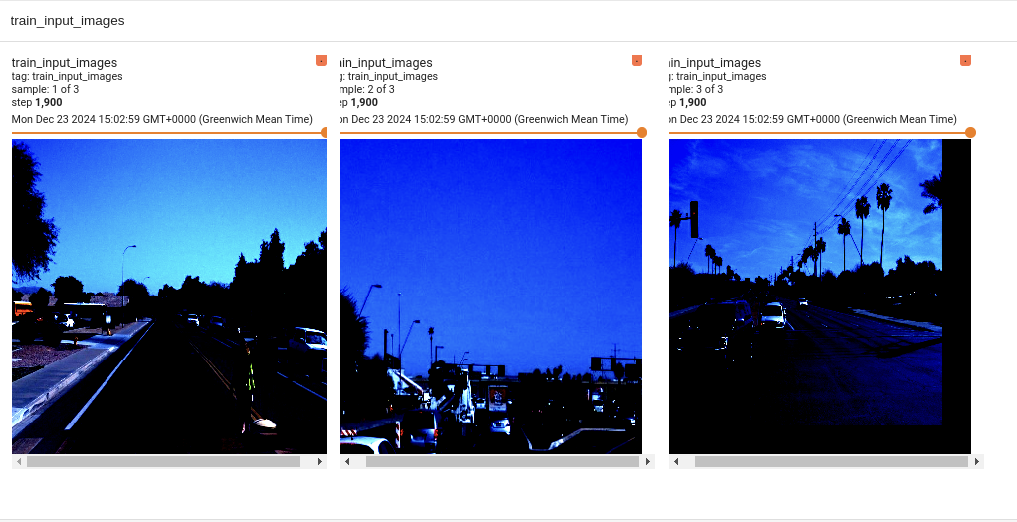 train_input_images
train_input_images
tag: train_input_images
sample: 1 of 3
step 1,900
Mon Dec 23 2024 15:02:59 GMT+0000 (Greenwich Mean Time)
in_input_images
: train_input_images
mple: 2 of 3
ep 1,900
on Dec 23 2024 15:02:59 GMT+0000 (Greenwich Mean Time)
in_input_images
: train_input_images
mple: 3 of 3
p 1,900
n Dec 23 2024 15:02:59 GMT+0000 (Greenwich Mean Time)